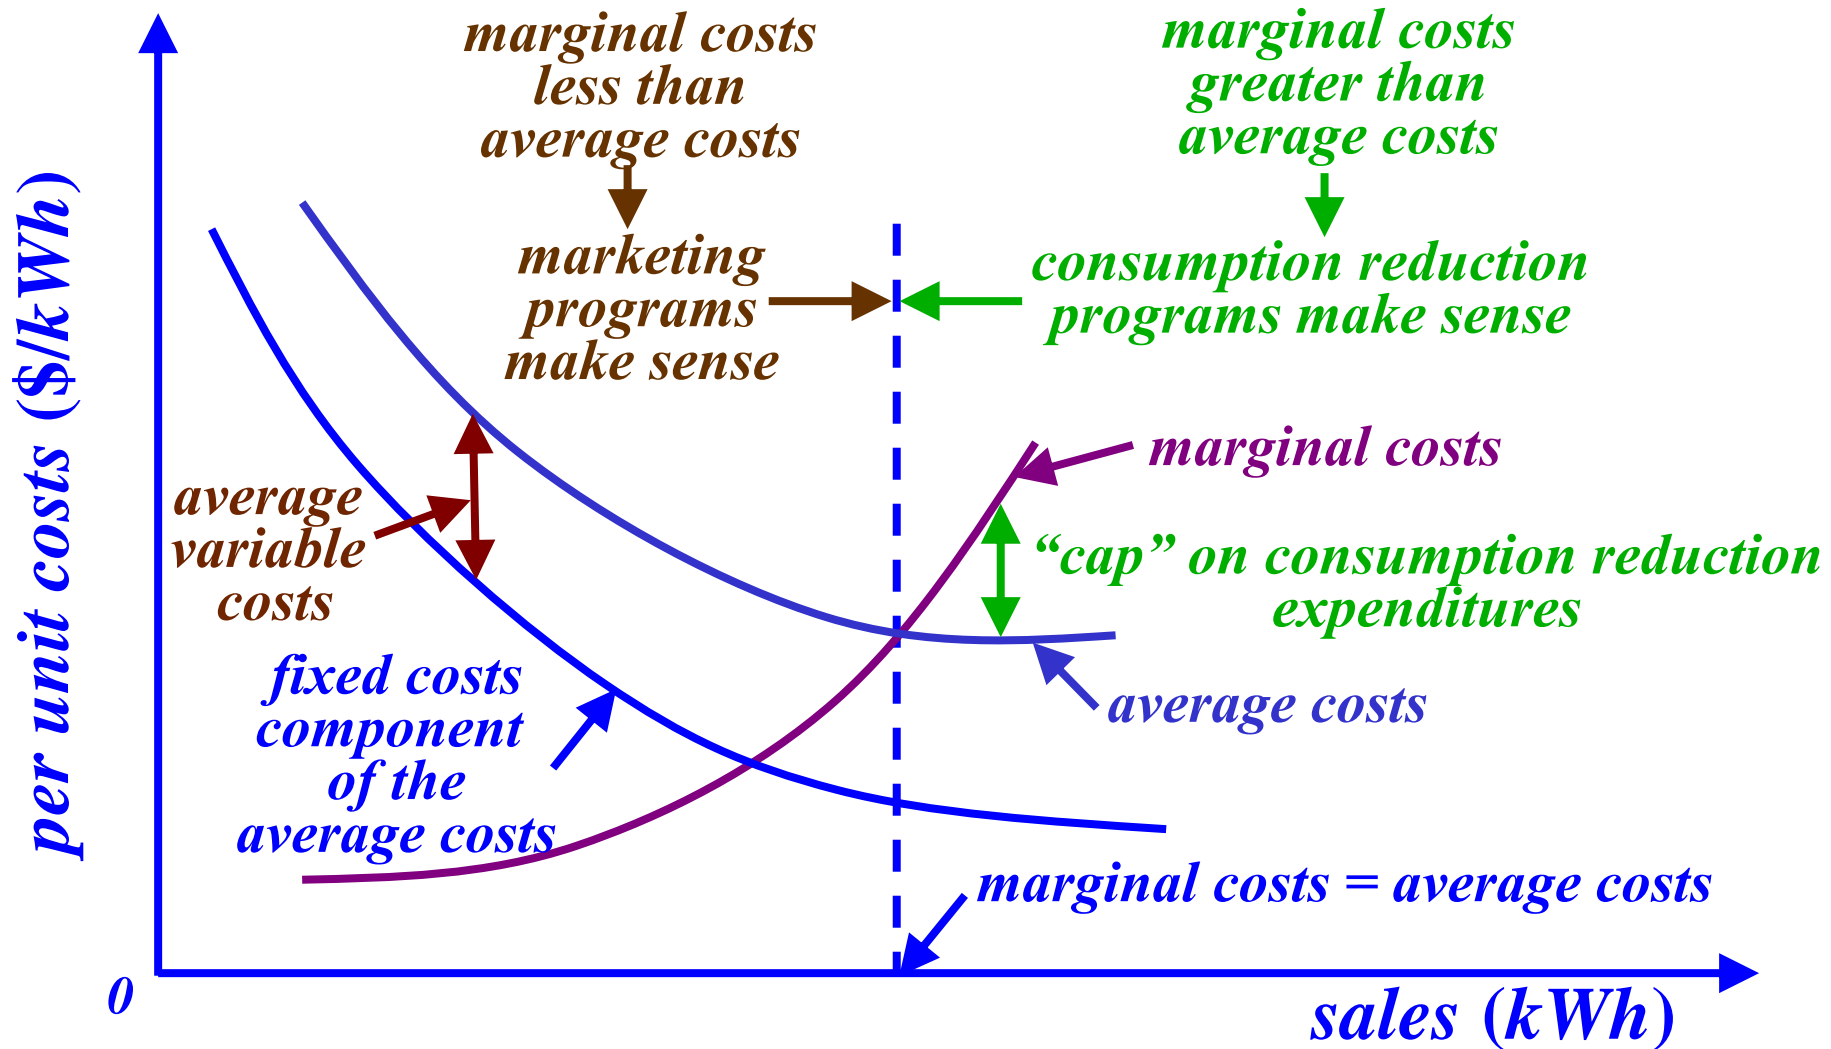 marginal costs
less than
average costs
marketing
programs
make sense
marginal costs
greater than
average costs
consumption reduction
programs make sense
per unit costs ($/kWh)
marginal costs
average
variable
costs
“cap” on consumption reduction
expenditures
fixed costs
component
of the
average costs
average costs
marginal costs = average costs
0
sales (kWh)